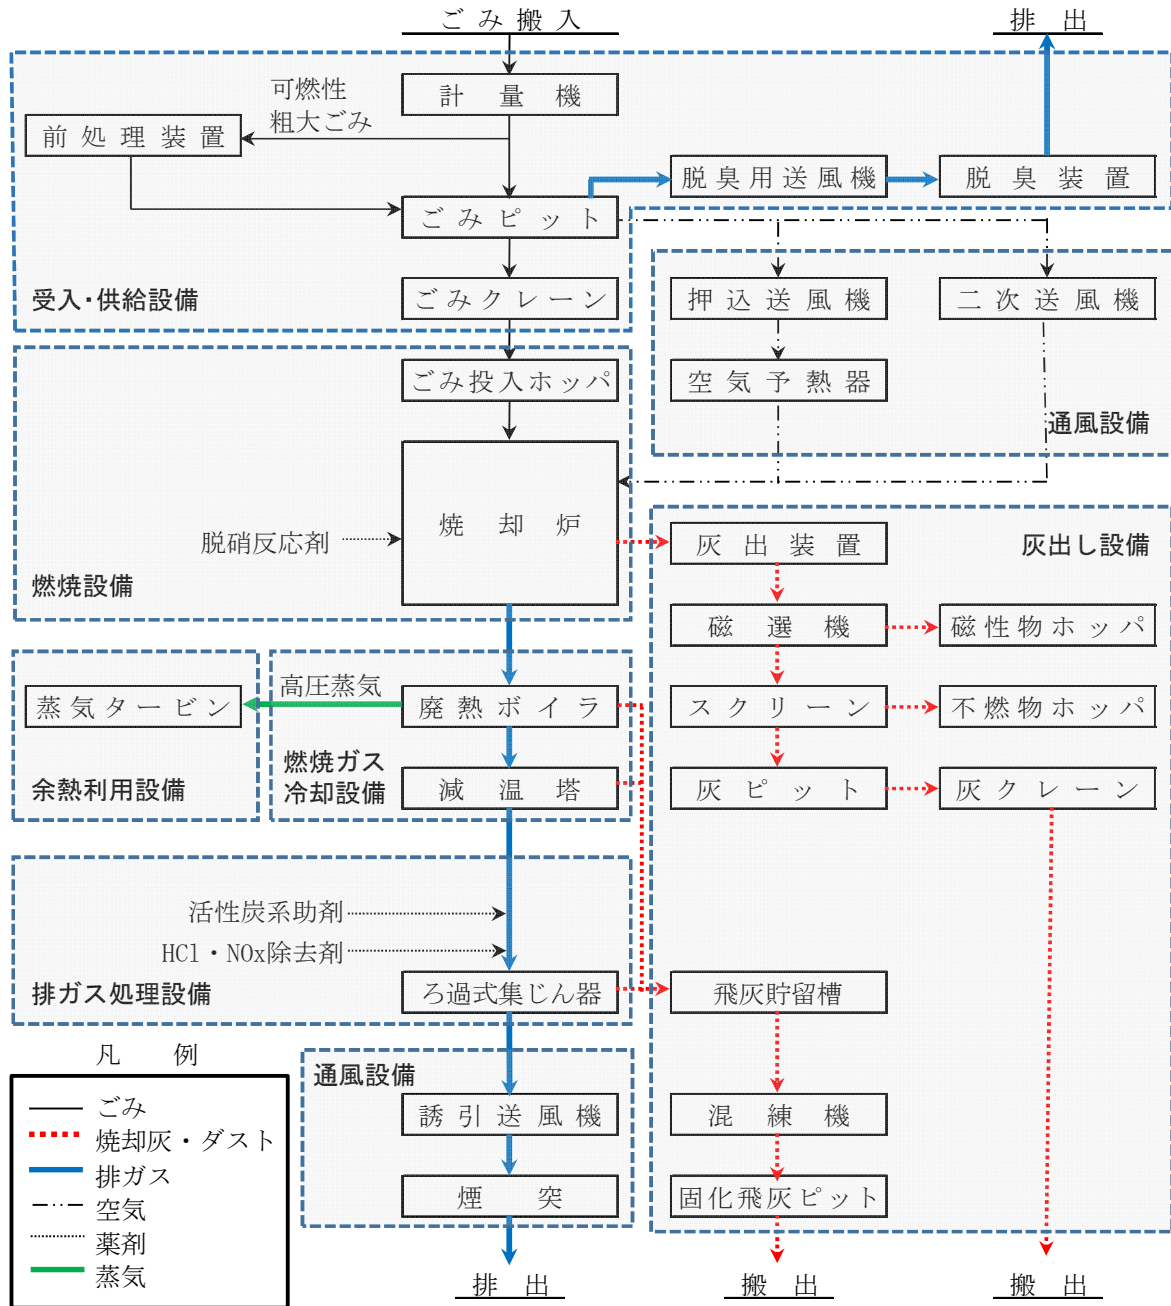 ごみ搬入
排出
計量機
可燃性
粗大ごみ
前処理装置
脱臭用送風機
脱臭装置
ごみピット
受入・供給設備
ごみクレーン
押込送風機
二次送風機
ごみ投入ホッパ
空気予熱器
通風設備
焼却炉
脱硝反応剤
燃焼設備
灰出装置
灰出し設備
磁選機
磁性物ホッパ
蒸気タービン
高圧蒸気
廃熱ボイラ
スクリーン
不燃物ホッパ
余熱利用設備
燃焼ガス
冷却設備
減温塔
灰ピット
灰クレーン
活性炭系助剤
HCl・NOx除去剤
排ガス処理設備
ろ過式集じん器
飛灰貯留槽
凡例
通風設備
ごみ
焼却灰・ダスト
排ガス
空気
薬剤
蒸気
誘引送風機
混練機
煙突
固化飛灰ピット
排出
搬出
搬出